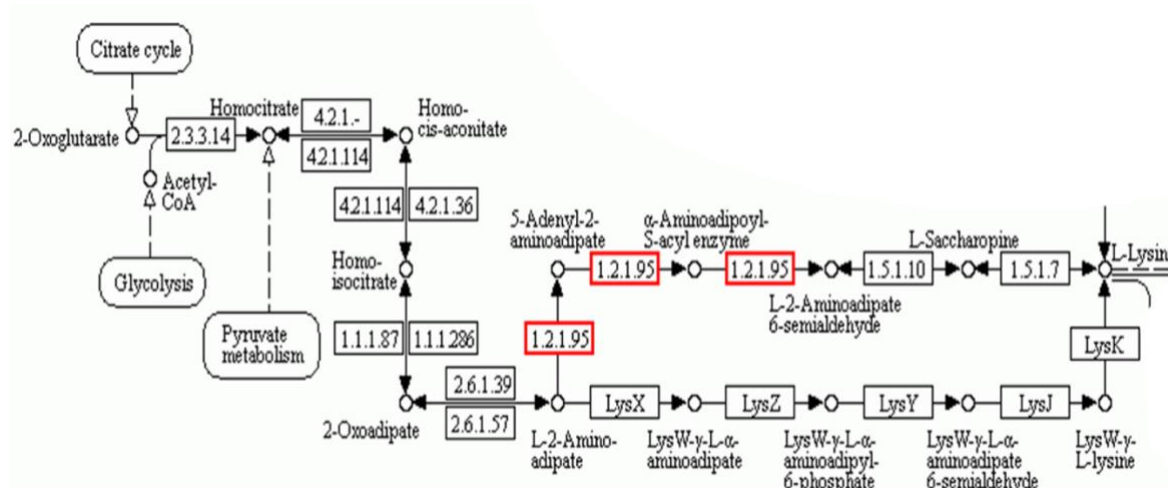 Citrate cycle
Homocitrate
4.2.1.-
Homo-
cis-aconitate
2-Oxoglutarate
2.3.3.14
4.2.1.114
Acetyl-
CoA
4.2.1.114
4.2.1.36
5-Adenyl-2-
aminoadipate
α-Aminoadipoyl-
S-acyl enzyme
L-Saccharopine
L-Lysin
Glycolysis
Homo-
isocitrate
1.2.1.95
1.2.1.95
1.5.1.10
1.5.1.7
L-2-Aminoadipate
6-semialdehyde
Pyruvate
metabolism
1.1.1.87
1.1.1.286
1.2.1.95
LysK
2.6.1.39
2.6.1.57
LysX
LysZ
LysY
LysJ
2-Oxoadipate
L-2-Amino-
adipate
LysW-γ-L-α-
aminoadipate
LysW-γ-L-α-
aminoadipyl-
6-phosphate
LysW-γ-L-α-
aminoadipate
6-semialdehyde
LysW-γ-
L-lysine